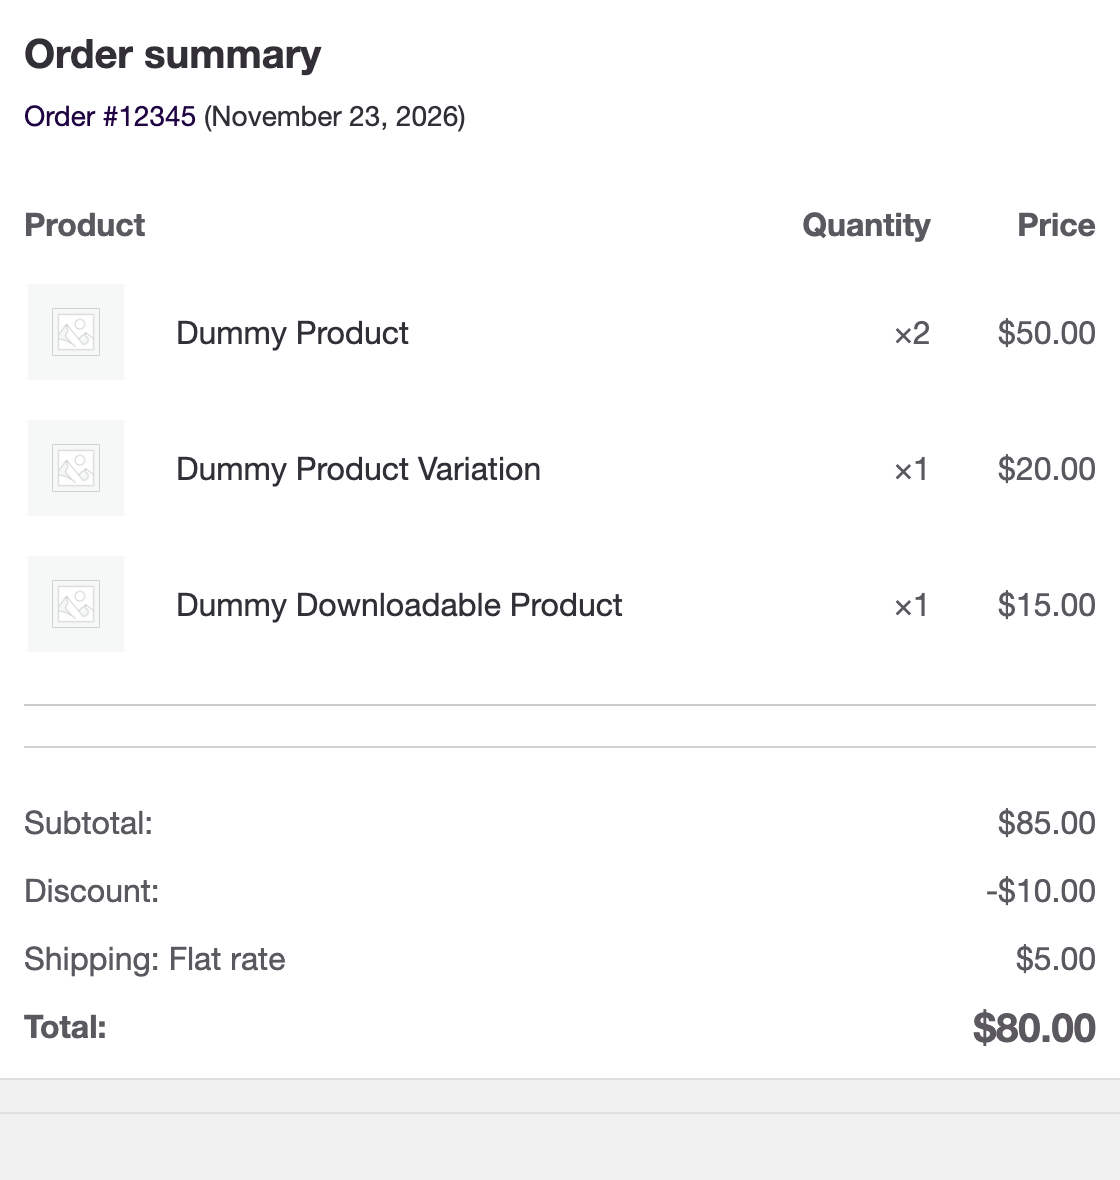 Order summary
Order #12345 (November 23, 2026)
Product Quantity Price
Dummy Product ×2 $50.00
Dummy Product Variation ×1 $20.00
Dummy Downloadable Product ×1 $15.00
Subtotal: $85.00
Discount: -$10.00
Shipping: Flat rate $5.00
Total: $80.00